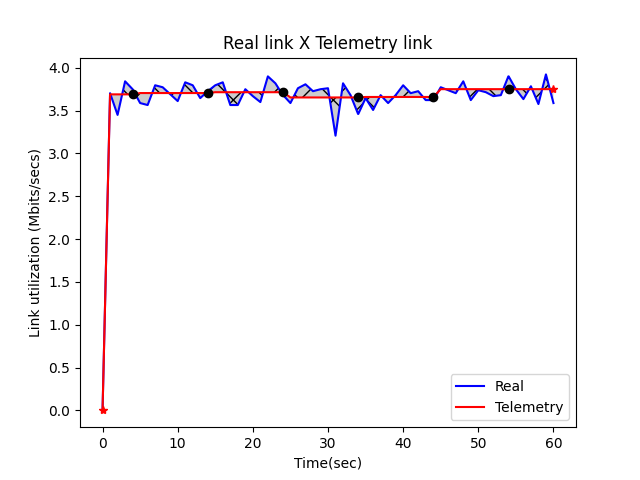 Real link X Telemetry link
Link utilization (Mbits/secs)
4.0
3.5
3.0
2.5
2.0
1.5
1.0
0.5
0.0
0 10 20 30 40 50 60
Time(sec)
Real
Telemetry